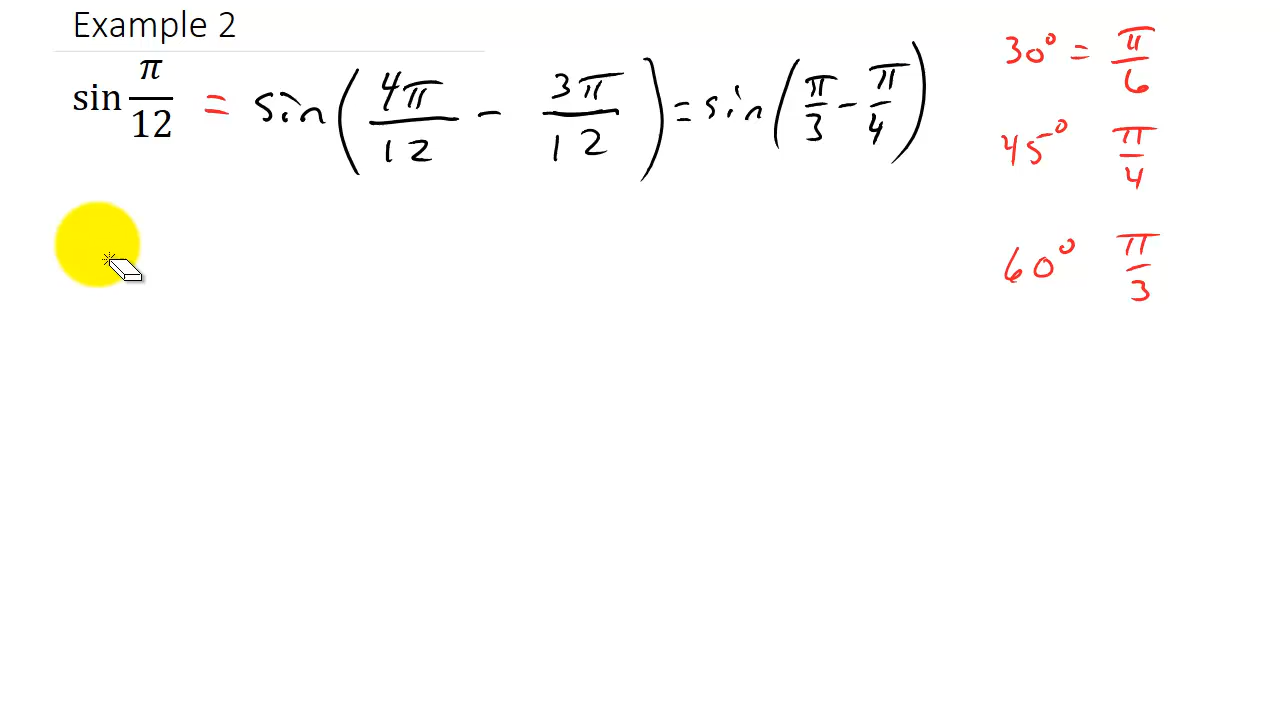 Example 2
sin π/12 = sin(4π/12 - 3π/12) = sin(π/3 - π/4)
30° = π/6
45° π/4
60° π/3